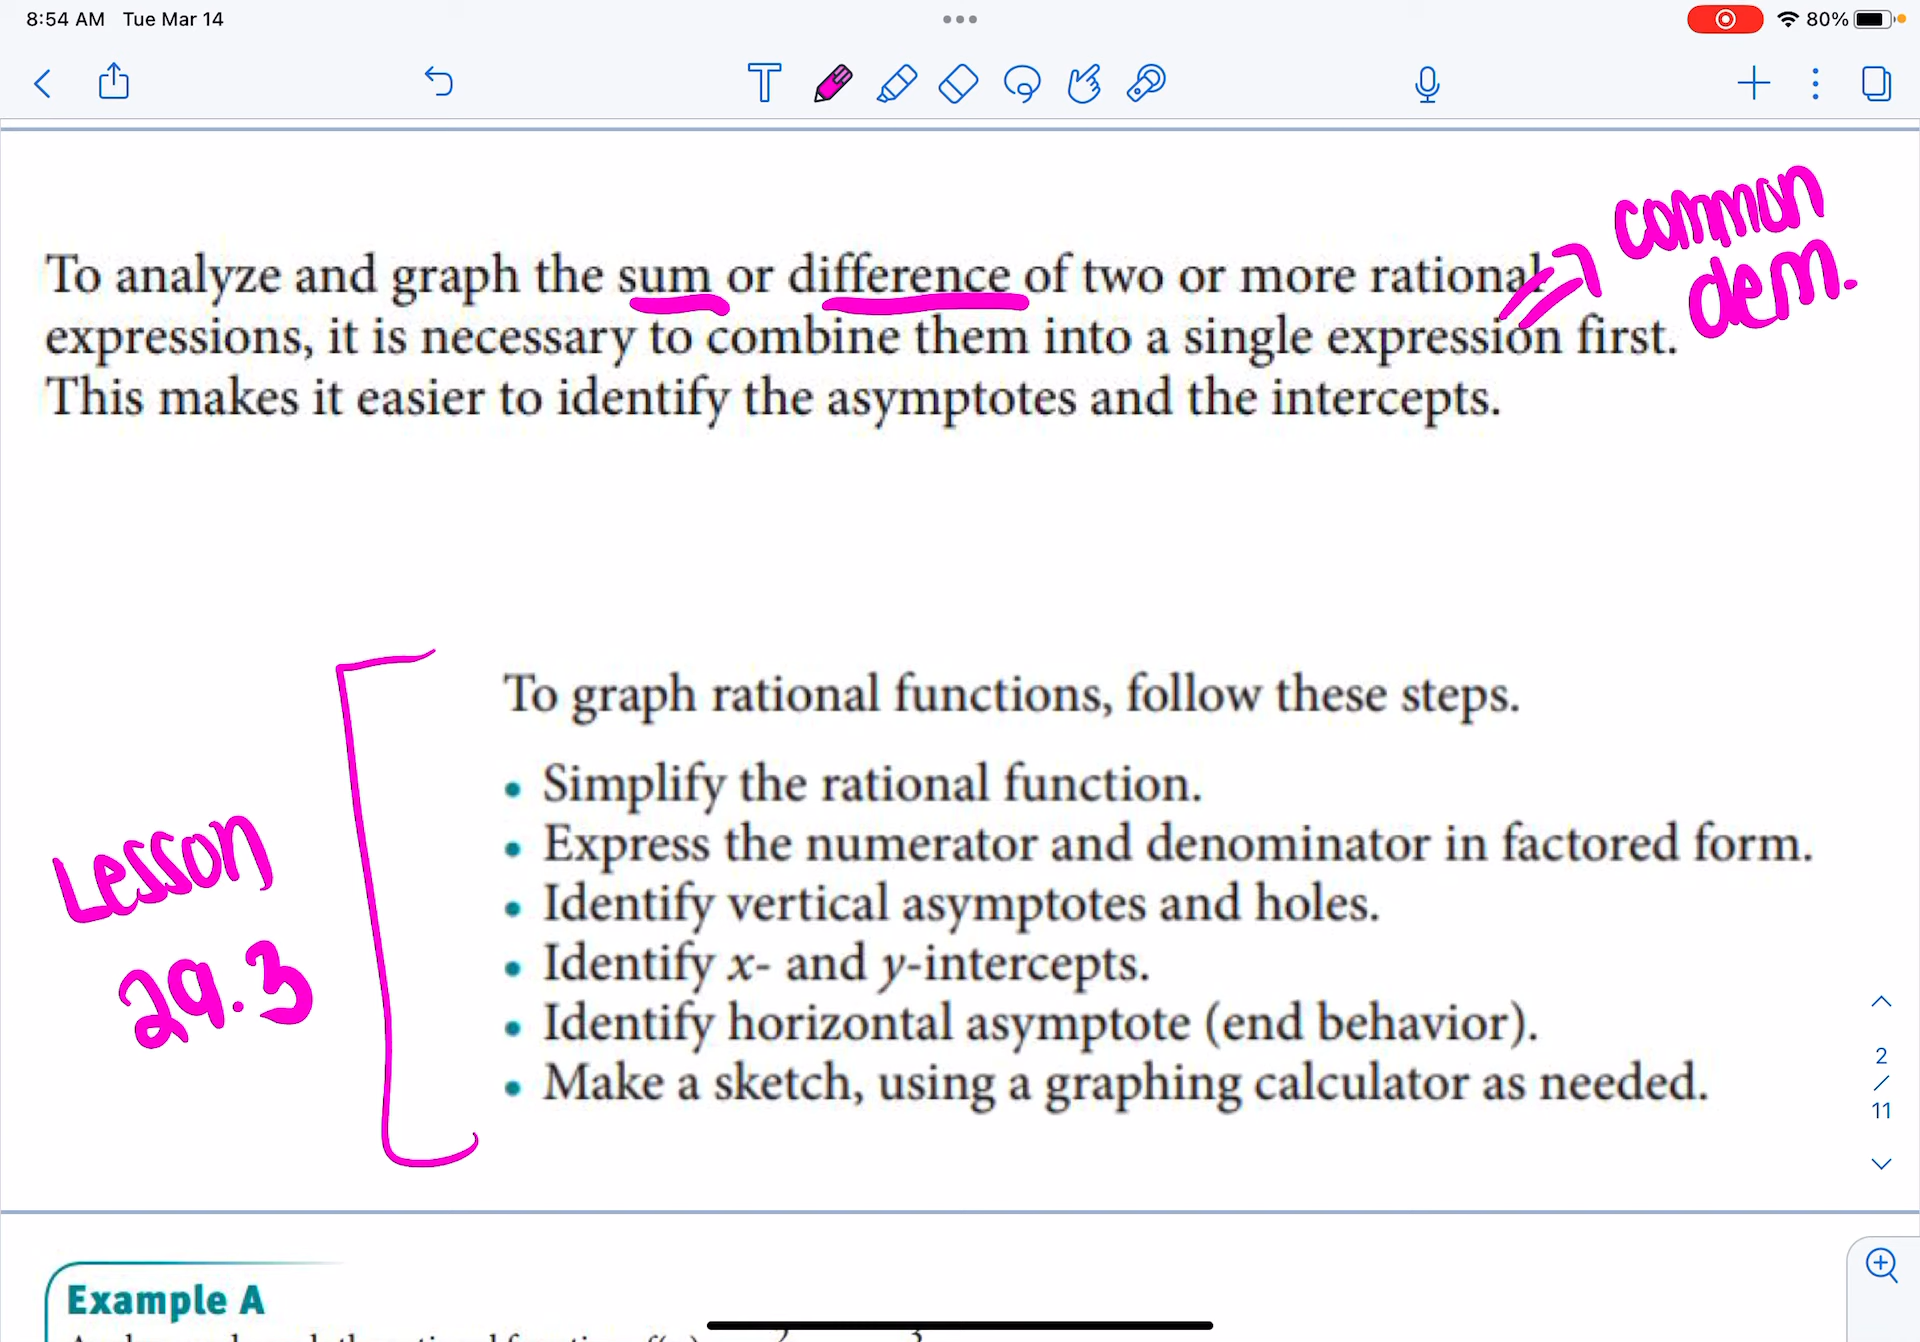 8:54 AM Tue Mar 14
80%
T
common
dem.
To analyze and graph the sum or difference of two or more rational
expressions, it is necessary to combine them into a single expression first.
This makes it easier to identify the asymptotes and the intercepts.
To graph rational functions, follow these steps.
• Simplify the rational function.
• Express the numerator and denominator in factored form.
• Identify vertical asymptotes and holes.
• Identify x- and y-intercepts.
• Identify horizontal asymptote (end behavior).
• Make a sketch, using a graphing calculator as needed.
Lesson
29.3
2
/
11
Example A